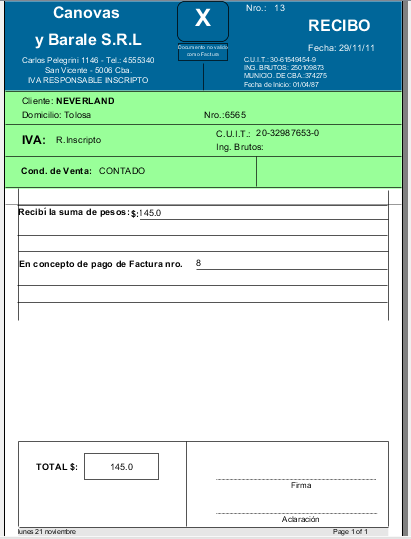 Canovas
y Barale S.R.L
Carlos Pelegrini 1146 - Tel.: 4555340
San Vicente - 5006 Cba.
IVA RESPONSABLE INSCRIPTO
X
Documento no valido
como Factura
Nro.: 13
RECIBO
Fecha: 29/11/11
C.U.I.T.: 30-61549454-9
ING. BRUTOS: 250109873
MUNICIO. DE CBA.:374275
Fecha de Inicio: 01/04/87
Cliente: NEVERLAND
Domicilio: Tolosa Nro.:6565
IVA: R.Inscripto
C.U.I.T.: 20-32987653-0
Ing. Brutos:
Cond. de Venta: CONTADO
Recibí la suma de pesos: $:145.0
En concepto de pago de Factura nro. 8
TOTAL $: 145.0
Firma
Aclaración
lunes 21 noviembre Page 1 of 1